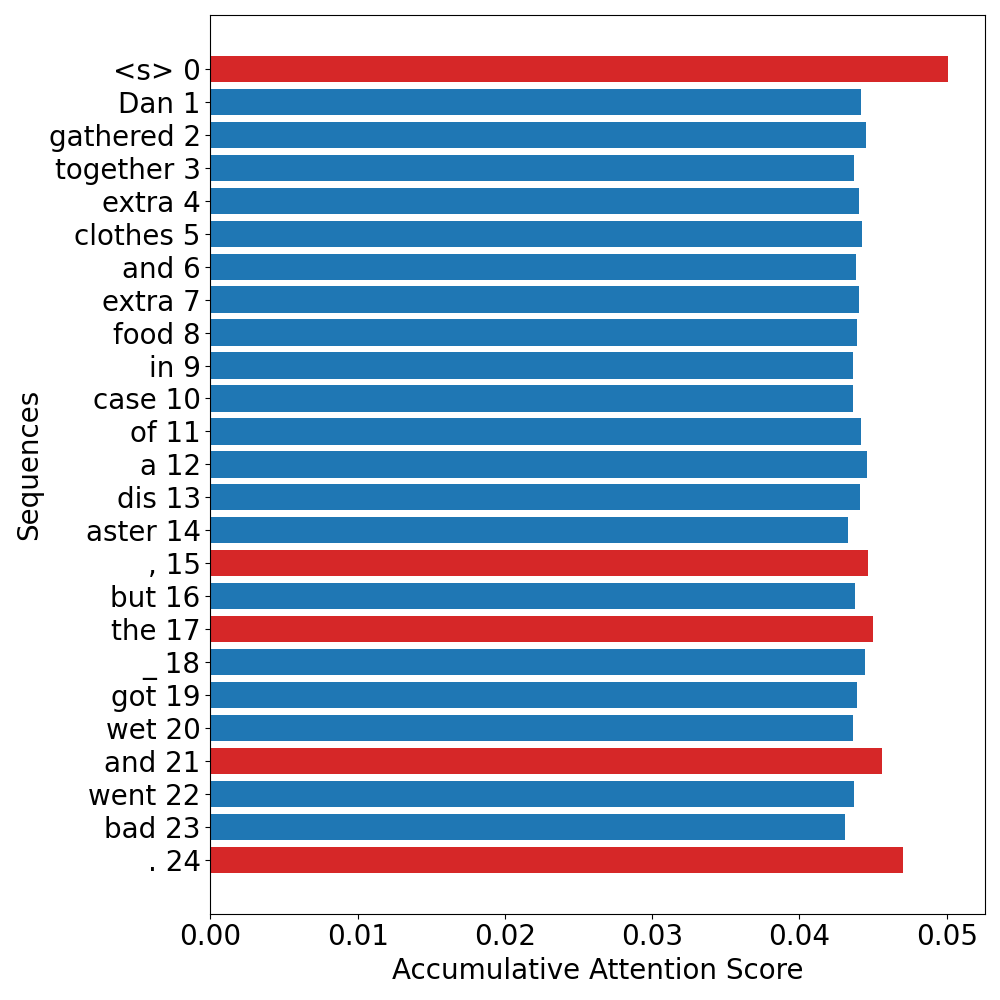 <s> 0
Dan 1
gathered 2
together 3
extra 4
clothes 5
and 6
extra 7
food 8
in 9
case 10
of 11
a 12
dis 13
aster 14
, 15
but 16
the 17
_ 18
got 19
wet 20
and 21
went 22
bad 23
. 24
Sequences
0.00 0.01 0.02 0.03 0.04 0.05
Accumulative Attention Score